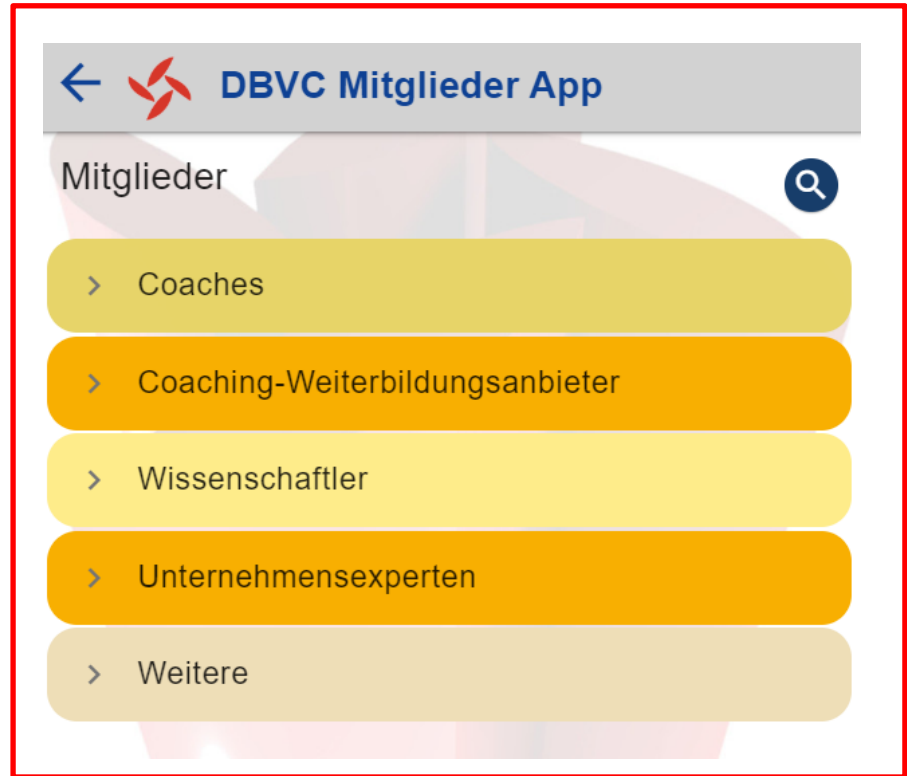 DBVC Mitglieder App
Mitglieder
Coaches
Coaching-Weiterbildungsanbieter
Wissenschaftler
Unternehmensexperten
Weitere